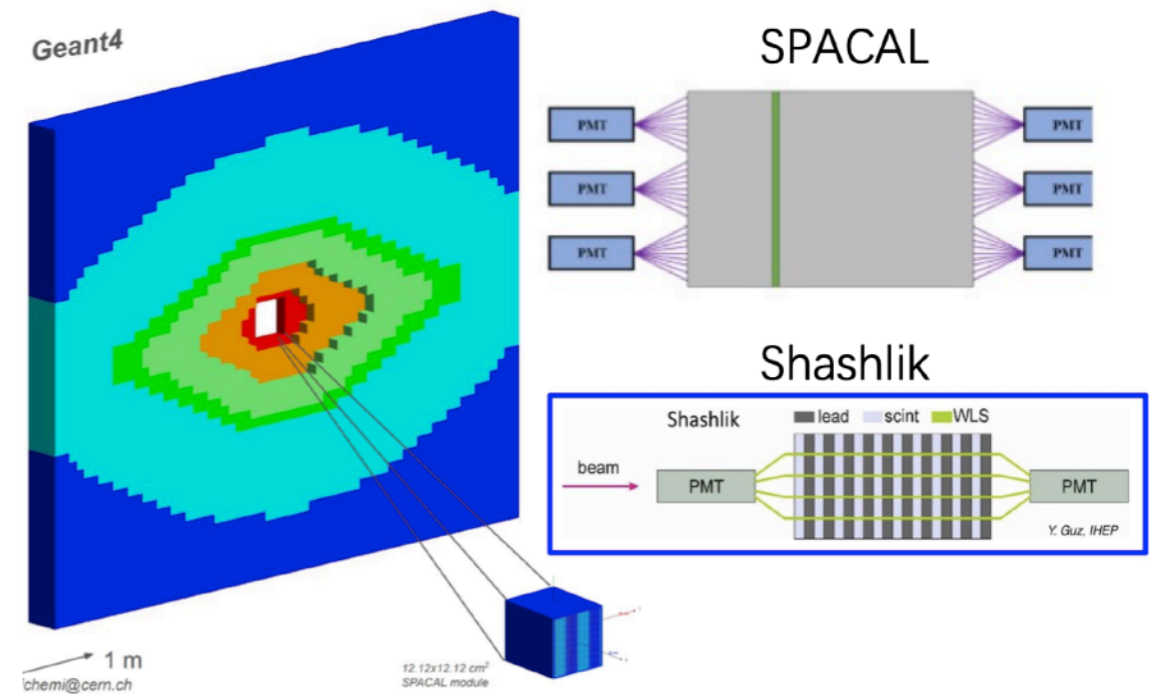 Geant4
1 m
lchemi@cern.ch
12.12x12.12 cm²
SPACAL module
SPACAL
PMT
PMT
PMT
PMT
PMT
PMT
Shashlik
Shashlik
lead
scint
WLS
beam
PMT
PMT
Y. Guz, IHEP